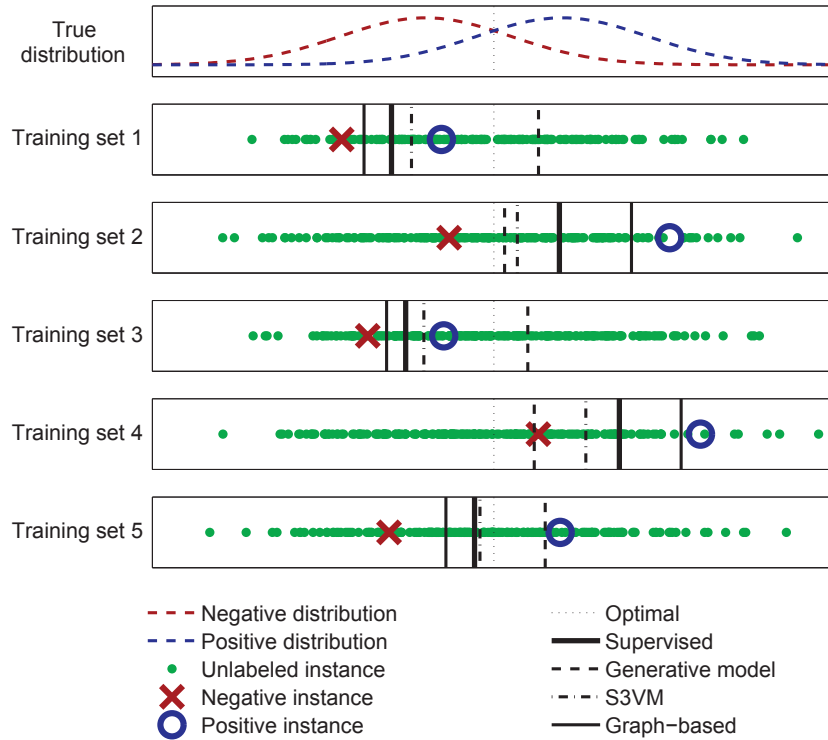 True
distribution
Training set 1
Training set 2
Training set 3
Training set 4
Training set 5
Negative distribution
Positive distribution
Unlabeled instance
Negative instance
Positive instance
Optimal
Supervised
Generative model
S3VM
Graph−based